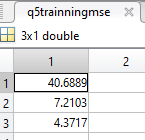 q5trainningmse
3x1 double
1 2
1 40.6889
2 7.2103
3 4.3717